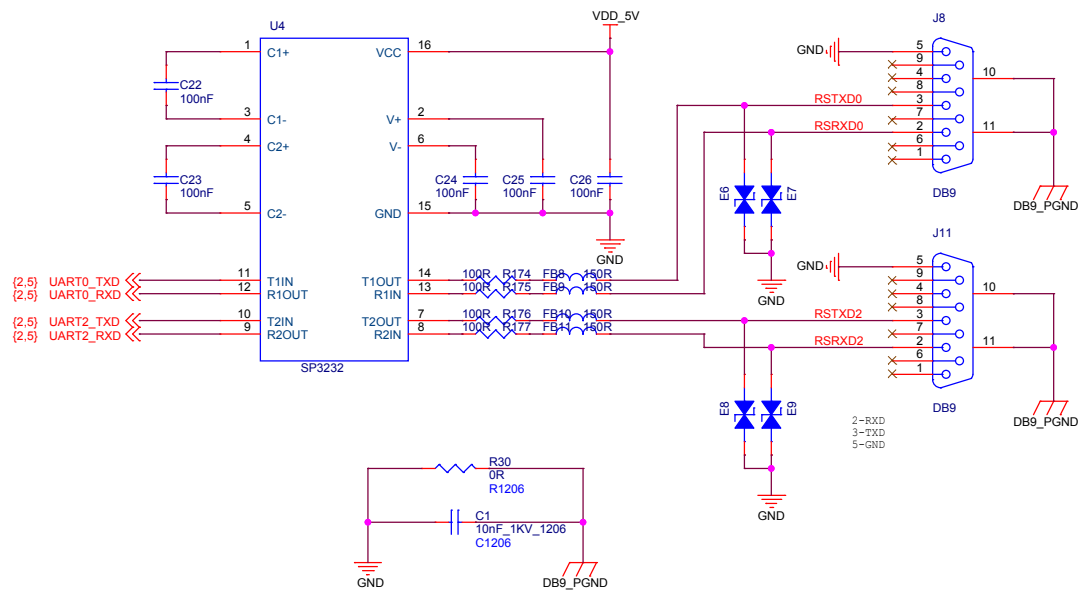 VDD_5V
U4
J8
1 C1+ VCC 16
GND 5
9
4
8
3
7
2
6
1
10
11
C22
100nF
3 C1- V+ 2
RSTXD0
RSRXD0
4 C2+ V- 6
C23
100nF
C24
100nF
C25
100nF
C26
100nF
E6
E7
DB9
DB9_PGND
5 C2- GND 15
GND
J11
GND 5
9
4
8
3
7
2
6
1
10
11
{2,5} UART0_TXD 11 T1IN T1OUT 14 100R R174 FB8 150R
{2,5} UART0_RXD 12 R1OUT R1IN 13 100R R175 FB9 150R
GND
{2,5} UART2_TXD 10 T2IN T2OUT 7 100R R176 FB10 150R RSTXD2
{2,5} UART2_RXD 9 R2OUT R2IN 8 100R R177 FB11 150R RSRXD2
SP3232
E8
E9
DB9
DB9_PGND
2-RXD
3-TXD
5-GND
R30
0R
R1206
GND
C1
10nF_1KV_1206
C1206
GND
DB9_PGND